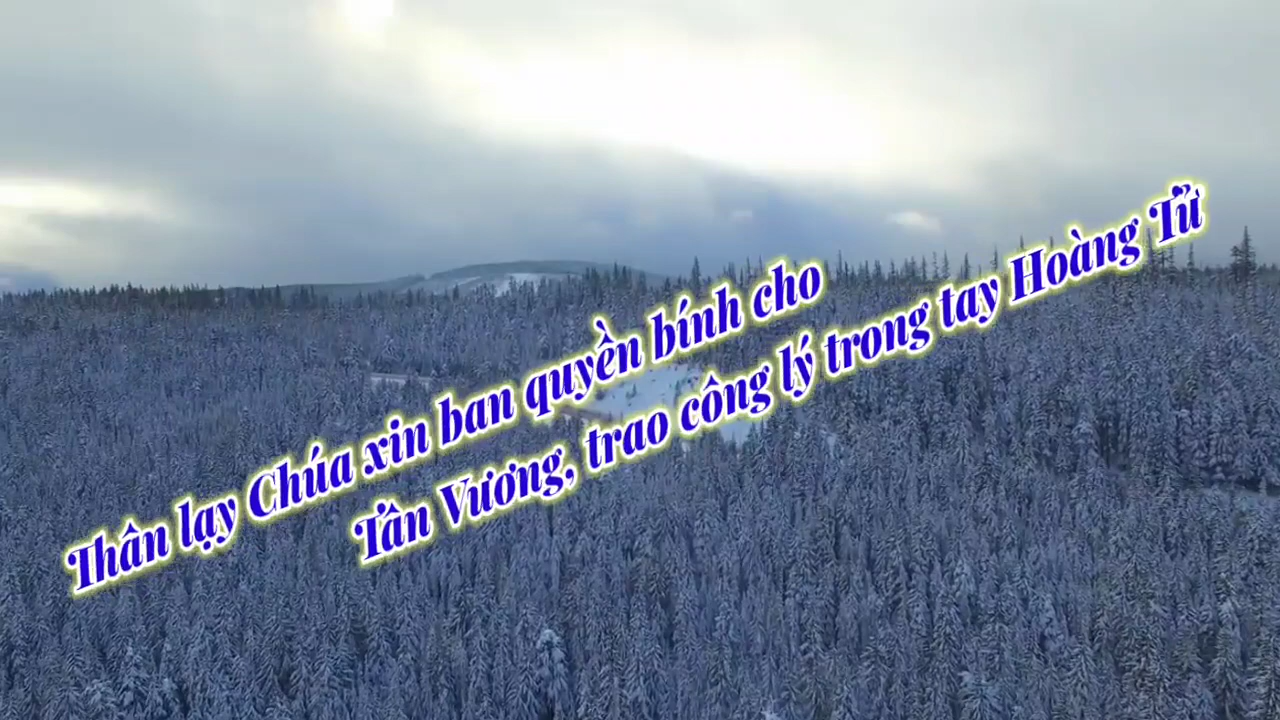 Thân lạy Chúa xin ban quyền bính cho
Tân Vương, trao công lý trong tay Hoàng Tử